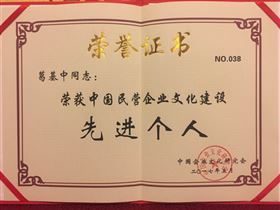 荣誉证书
NO.038
葛基中同志：
荣获中国民营企业文化建设
先进个人
中国企业文化研究会
二〇一七年五月